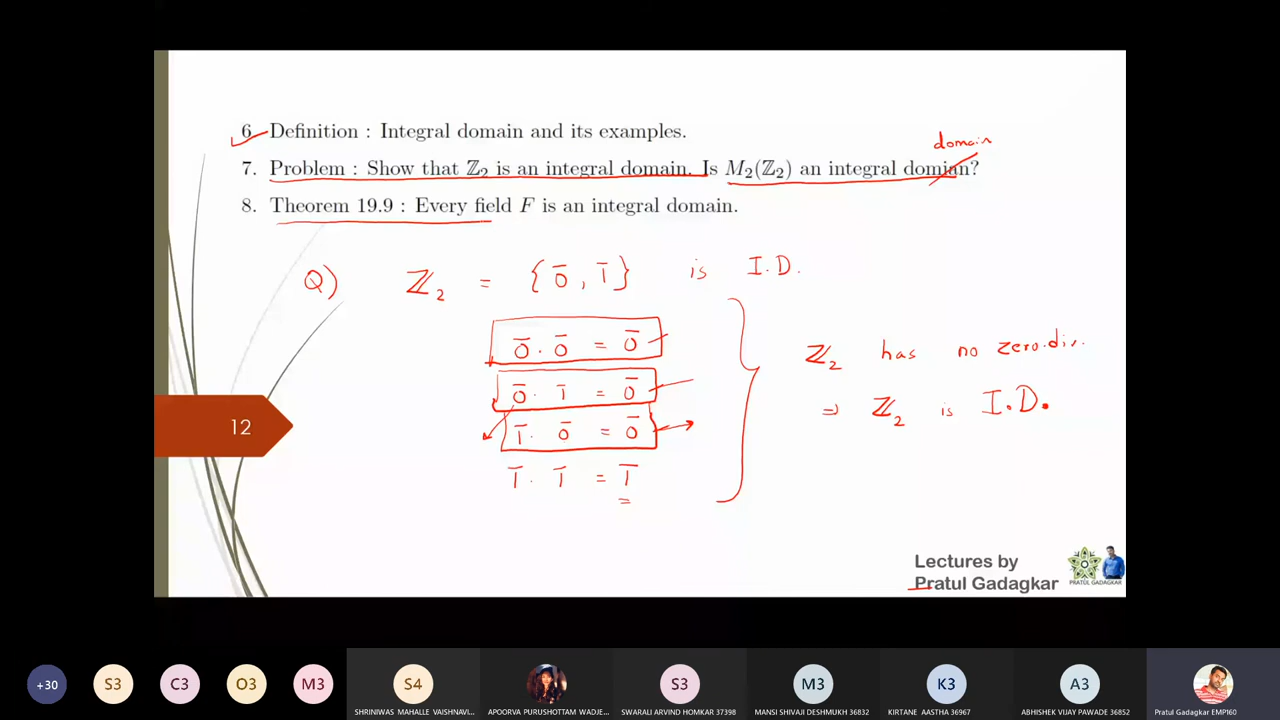 domain
6 Definition : Integral domain and its examples.
7. Problem : Show that ℤ₂ is an integral domain. Is M₂(ℤ₂) an integral domian?
8. Theorem 19.9 : Every field F is an integral domain.
Q) ℤ₂ = {0̅, 1̅} is I.D.
0̅ · 0̅ = 0̅
0̅ · 1̅ = 0̅
1̅ · 0̅ = 0̅
1̅ · 1̅ = 1̅
ℤ₂ has no zero.div.
⇒ ℤ₂ is I.D.
12
Lectures by
Pratul Gadagkar
PRATUL GADAGKAR
+30 S3 C3 O3 M3 S4 S3 M3 K3 A3
SHRINIWAS MAHALLE VAISHNAVI... APOORVA PURUSHOTTAM WADJE... SWARALI ARVIND HOMKAR 37398 MANSI SHIVAJI DESHMUKH 36832 KIRTANE AASTHA 36967 ABHISHEK VIJAY PAWADE 36852 Pratul Gadagkar EMP160